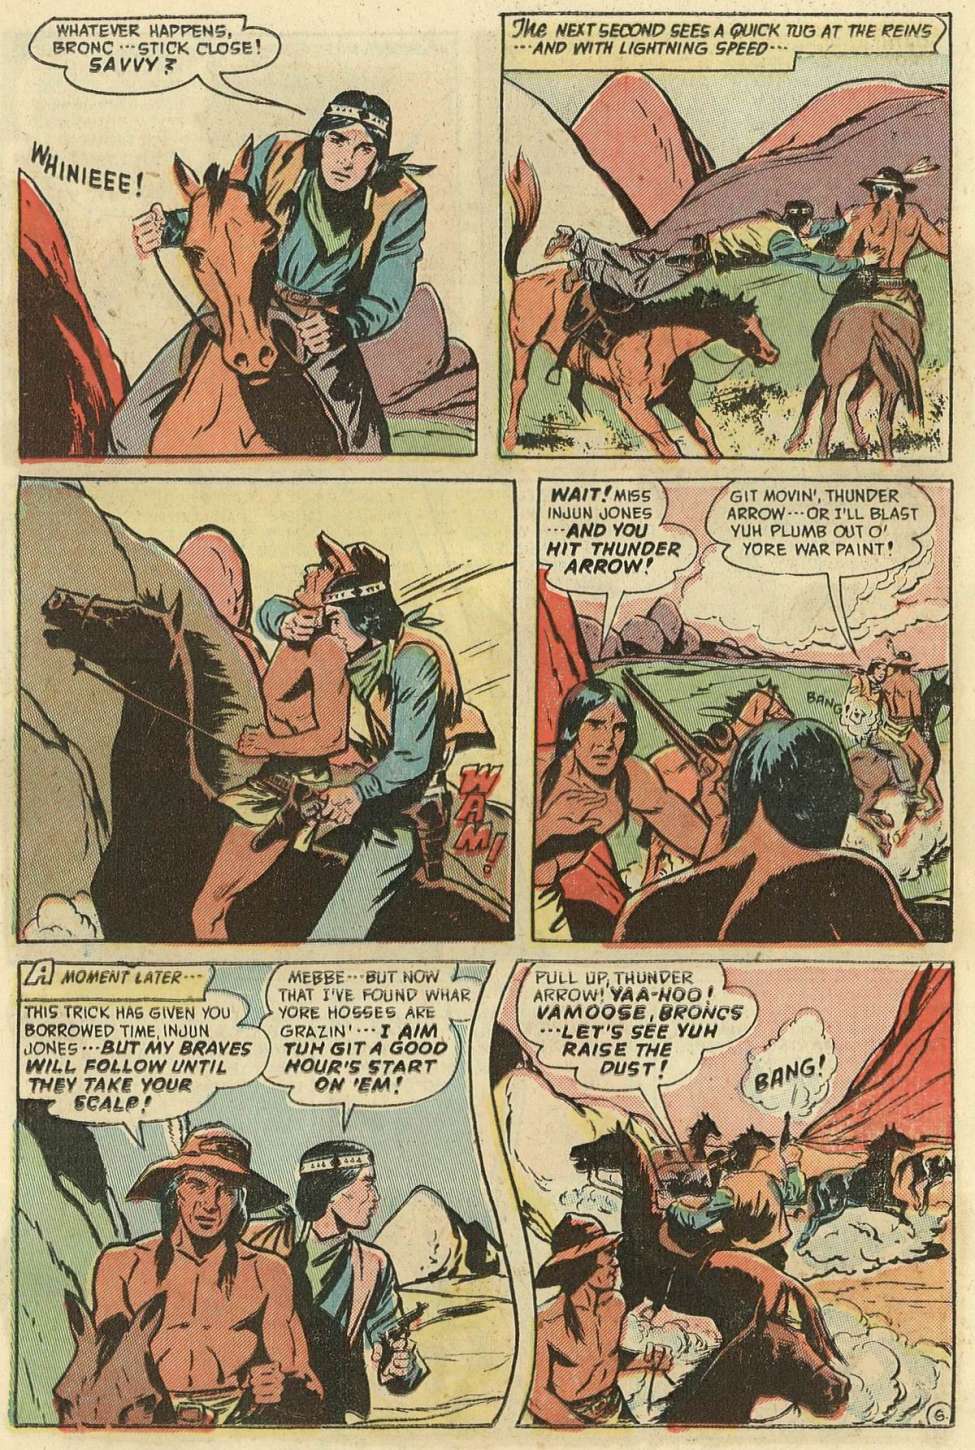 WHATEVER HAPPENS,
BRONC···STICK CLOSE!
SAVVY?
WHINIEEE!
The NEXT SECOND SEES A QUICK TUG AT THE REINS
···AND WITH LIGHTNING SPEED···
WAM!
WAIT! MISS
INJUN JONES
···AND YOU
HIT THUNDER
ARROW!
GIT MOVIN', THUNDER
ARROW···OR I'LL BLAST
YUH PLUMB OUT O'
YORE WAR PAINT!
BANG
A MOMENT LATER···
THIS TRICK HAS GIVEN YOU
BORROWED TIME, INJUN
JONES···BUT MY BRAVES
WILL FOLLOW UNTIL
THEY TAKE YOUR
SCALP!
MEBBE···BUT NOW
THAT I'VE FOUND WHAR
YORE HOSSES ARE
GRAZIN'···I AIM
TUH GIT A GOOD
HOUR'S START
ON 'EM!
PULL UP, THUNDER
ARROW! YAA-HOO!
VAMOOSE, BRONCS
···LET'S SEE YUH
RAISE THE
DUST!
BANG!
6